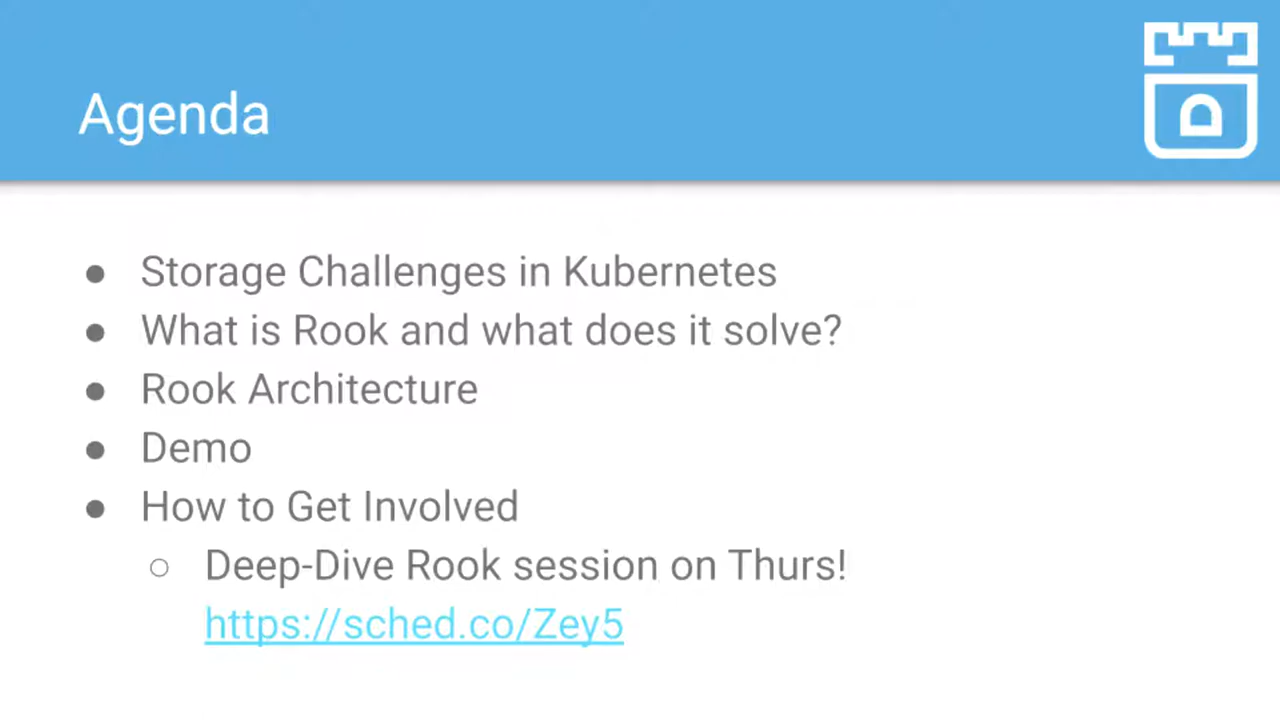 Agenda
● Storage Challenges in Kubernetes
● What is Rook and what does it solve?
● Rook Architecture
● Demo
● How to Get Involved
○ Deep-Dive Rook session on Thurs!
https://sched.co/Zey5